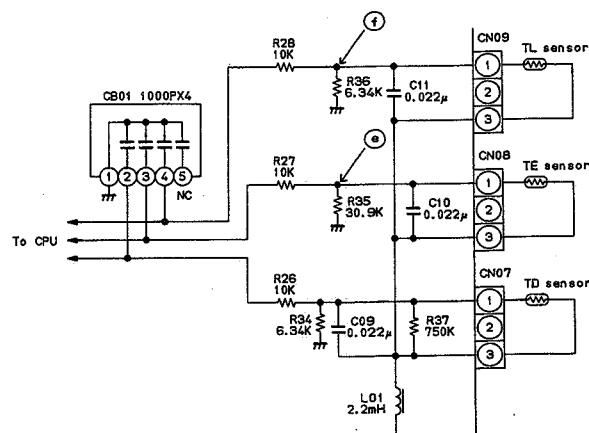 CN09
f
TL sensor
R28
10K
1
R36
6.34K
C11
0.022μ
2
3
CB01 1000PX4
1
2
3
4
5
NC
CN08
R27
10K
e
TE sensor
1
R35
30.9K
C10
0.022μ
2
3
To CPU
CN07
R26
10K
TD sensor
1
R34
6.34K
C09
0.022μ
R37
750K
2
3
L01
2.2mH